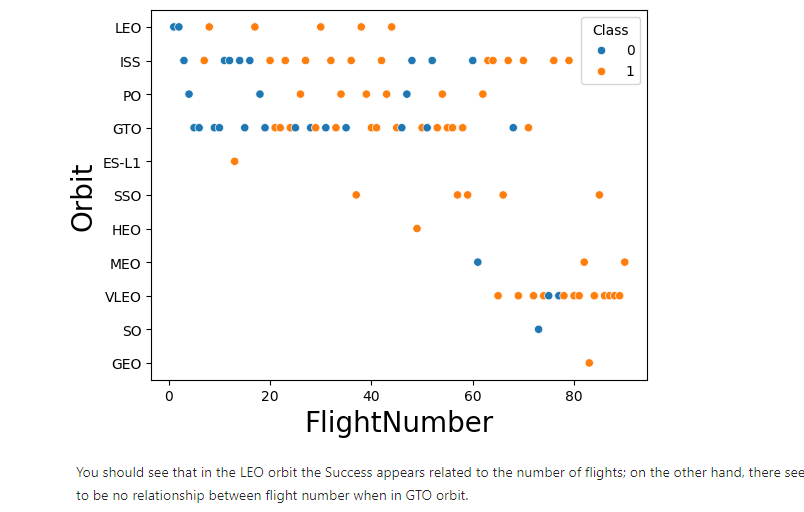 LEO
ISS
PO
GTO
ES-L1
SSO
HEO
MEO
VLEO
SO
GEO
Orbit
Class
0
1
0 20 40 60 80
FlightNumber
You should see that in the LEO orbit the Success appears related to the number of flights; on the other hand, there see
to be no relationship between flight number when in GTO orbit.